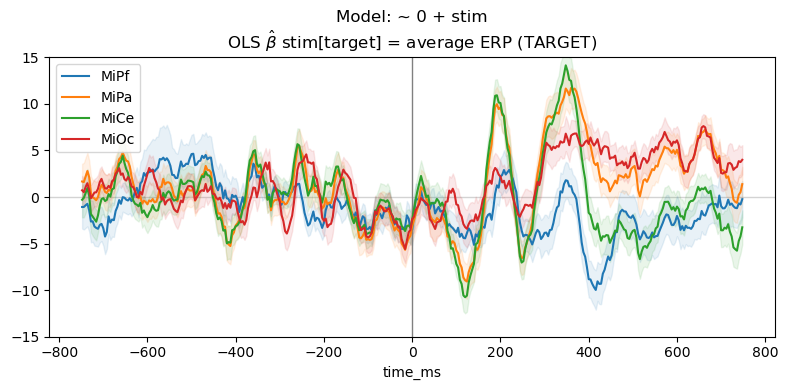 Model: ~ 0 + stim
OLS β̂ stim[target] = average ERP (TARGET)
15
10
5
0
−5
−10
−15
MiPf
MiPa
MiCe
MiOc
−800
−600
−400
−200
0
200
400
600
800
time_ms